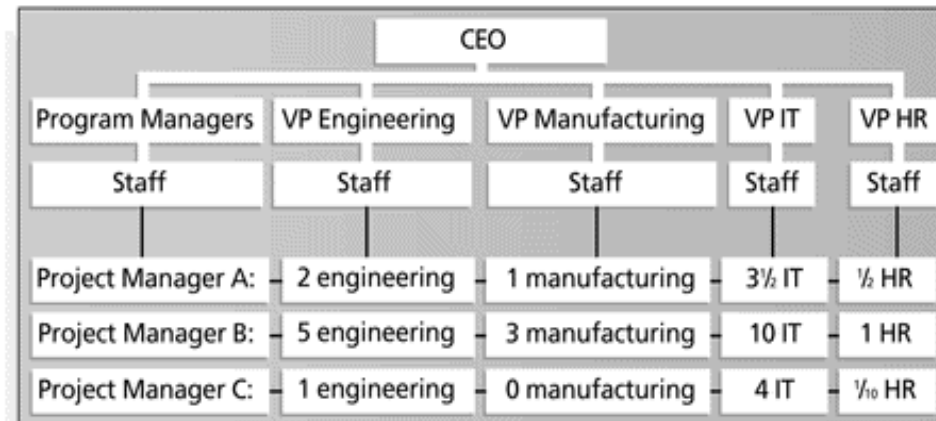 CEO
Program Managers VP Engineering VP Manufacturing VP IT VP HR
Staff Staff Staff Staff Staff
Project Manager A: 2 engineering 1 manufacturing 3½ IT ½ HR
Project Manager B: 5 engineering 3 manufacturing 10 IT 1 HR
Project Manager C: 1 engineering 0 manufacturing 4 IT ⅒ HR